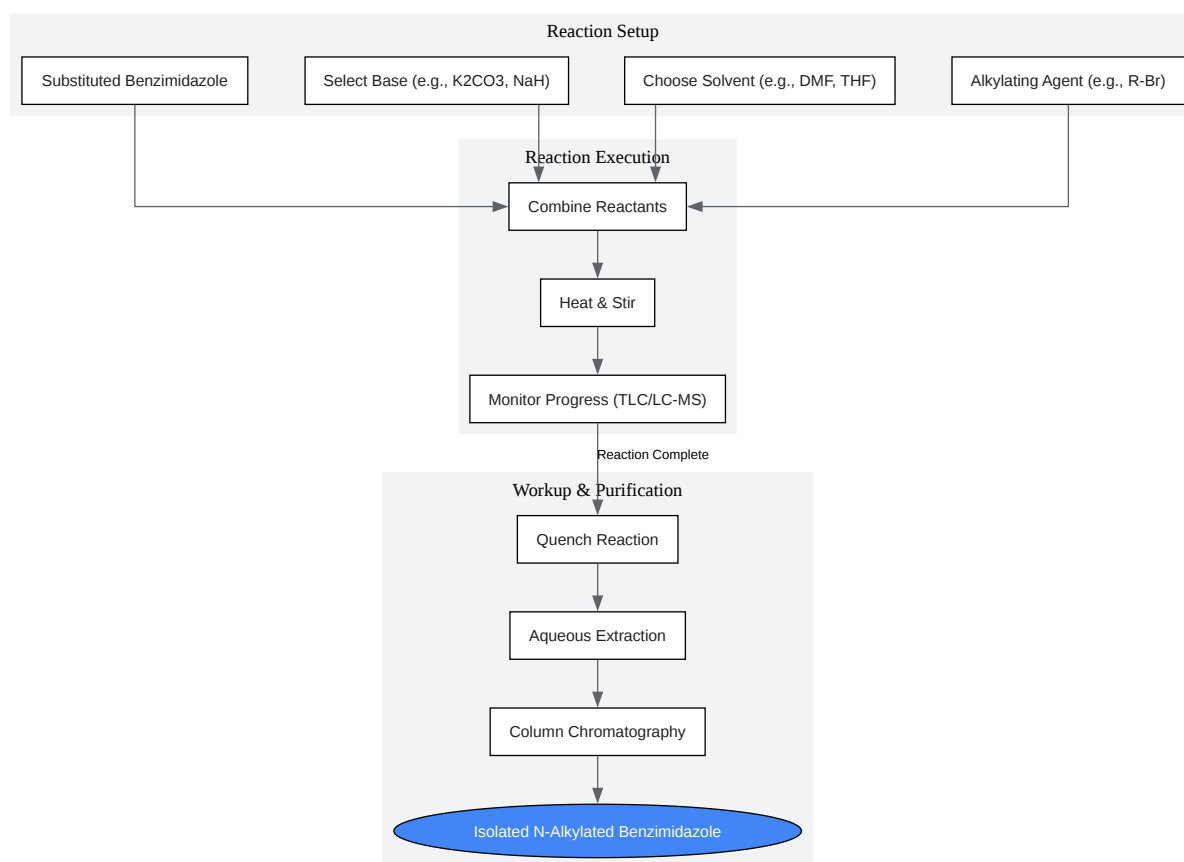 Reaction Setup
Substituted Benzimidazole
Select Base (e.g., K2CO3, NaH)
Choose Solvent (e.g., DMF, THF)
Alkylating Agent (e.g., R-Br)
Reaction Execution
Combine Reactants
Heat & Stir
Monitor Progress (TLC/LC-MS)
Reaction Complete
Workup & Purification
Quench Reaction
Aqueous Extraction
Column Chromatography
Isolated N-Alkylated Benzimidazole